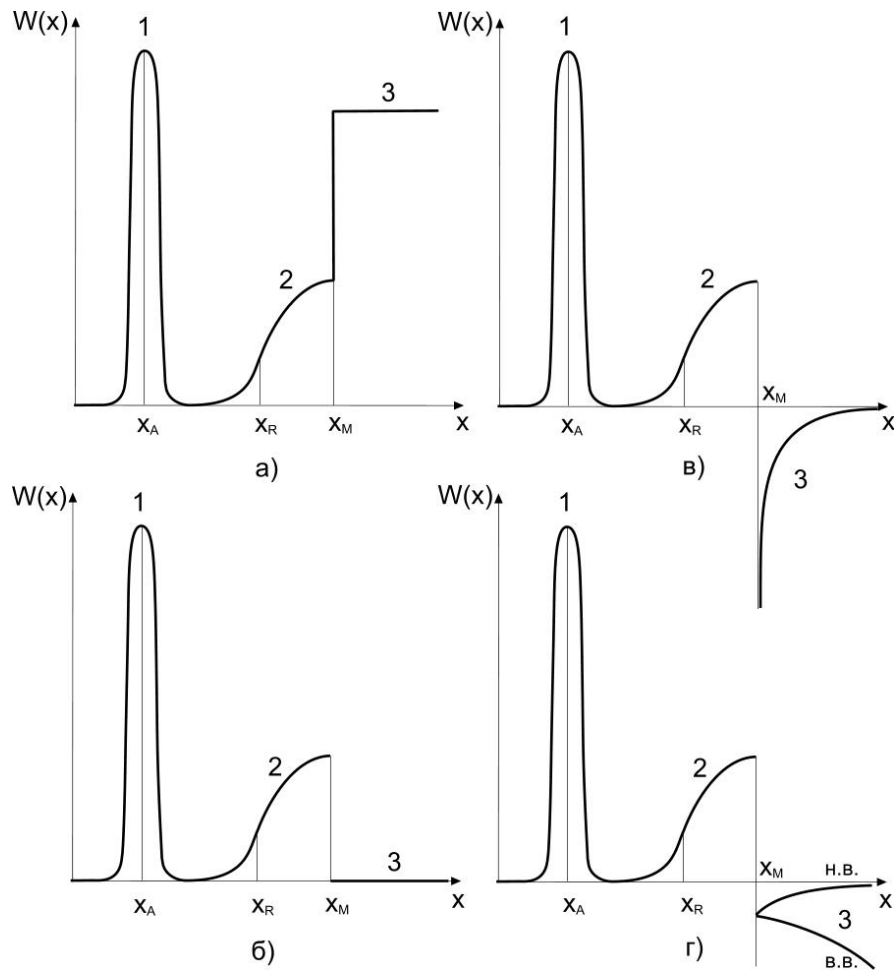 W(x)
1
2
3
x_A
x_R
x_M
x
а)
W(x)
1
2
x_M
x_A
x_R
x
3
в)
W(x)
1
2
3
x_A
x_R
x_M
x
б)
W(x)
1
2
x_M
н.в.
x_A
x_R
3
x
в.в.
г)